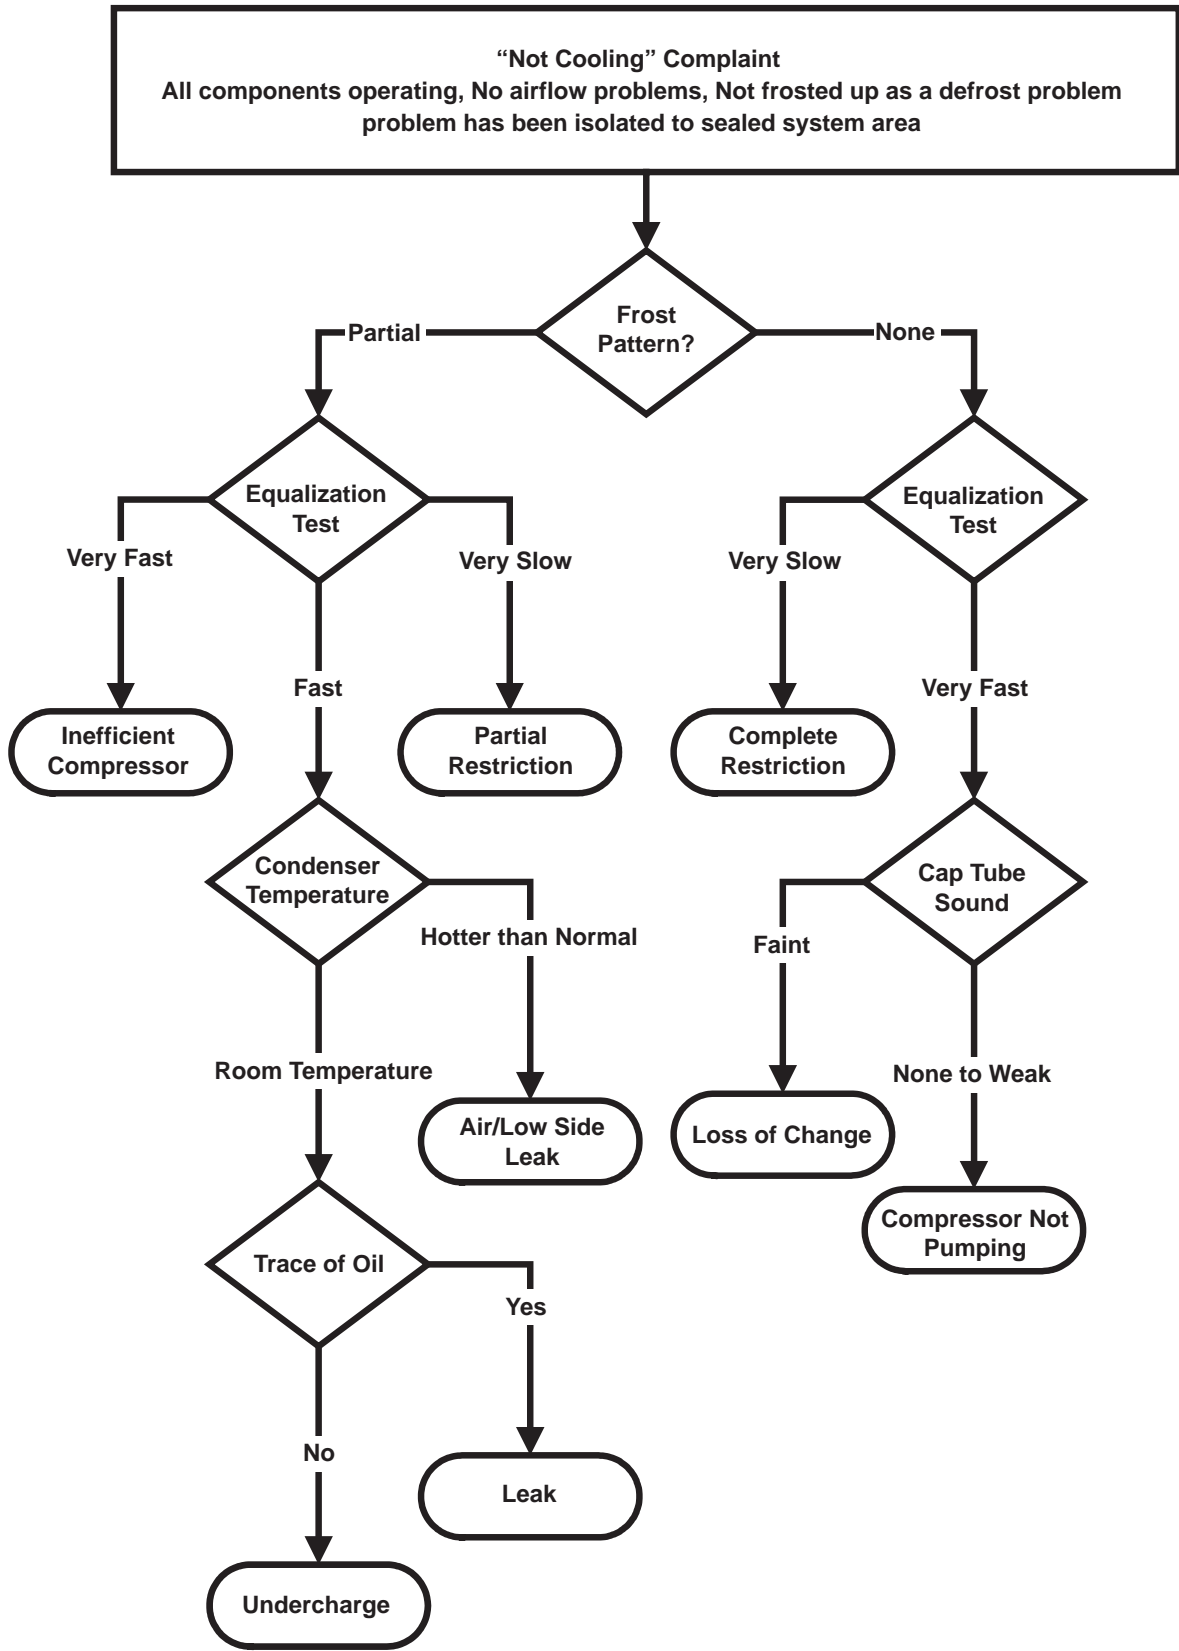 “Not Cooling” Complaint
All components operating, No airflow problems, Not frosted up as a defrost problem
problem has been isolated to sealed system area
Frost
Pattern?
Partial
None
Equalization
Test
Equalization
Test
Very Fast
Very Slow
Very Slow
Fast
Very Fast
Inefficient
Compressor
Partial
Restriction
Complete
Restriction
Condenser
Temperature
Cap Tube
Sound
Hotter than Normal
Faint
Room Temperature
None to Weak
Air/Low Side
Leak
Loss of Change
Compressor Not
Pumping
Trace of Oil
Yes
No
Leak
Undercharge